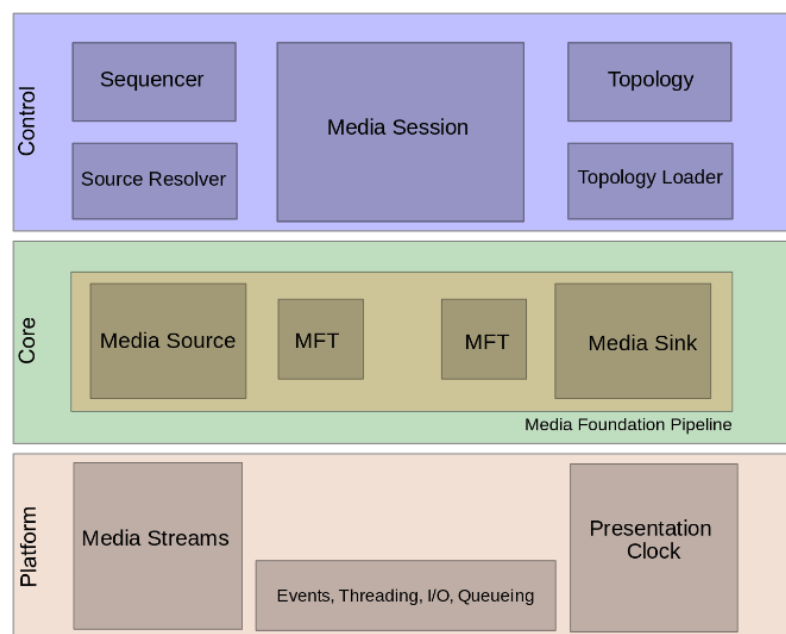 Control
Sequencer
Media Session
Topology
Source Resolver
Topology Loader
Core
Media Source
MFT
MFT
Media Sink
Media Foundation Pipeline
Platform
Media Streams
Presentation
Clock
Events, Threading, I/O, Queueing